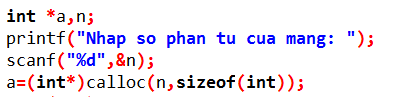 int *a,n;
printf("Nhap so phan tu cua mang: ");
scanf("%d",&n);
a=(int*)calloc(n,sizeof(int));